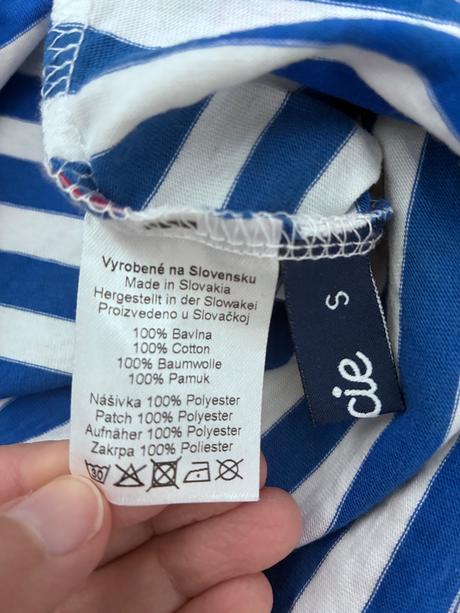 Vyrobené na Slovensku
Made in Slovakia
Hergestellt in der Slowakei
Proizvedeno u Slovačkoj
100% Bavlna
100% Cotton
100% Baumwolle
100% Pamuk
Nášivka 100% Polyester
Patch 100% Polyester
Aufnäher 100% Polyester
Zakrpa 100% Poliester
30
S
cie